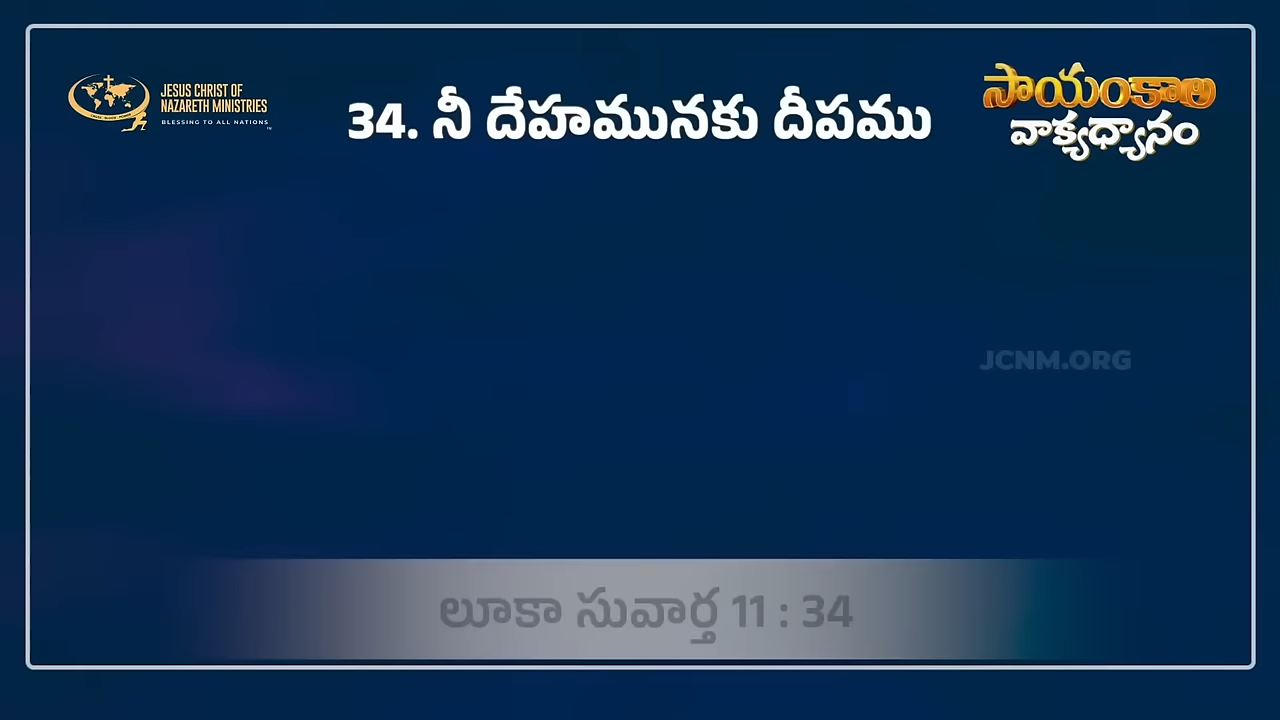 JESUS CHRIST OF
NAZARETH MINISTRIES
BLESSING TO ALL NATIONS
34. నీ దేహమునకు దీపము
సాయంకాల
వాక్యధ్యానం
JCNM.ORG
లూకా సువార్త 11 : 34